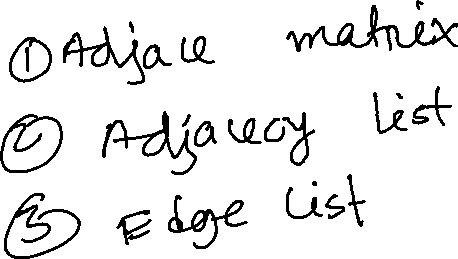 ① Adjace matrix
② Adjacecy list
③ Edge list